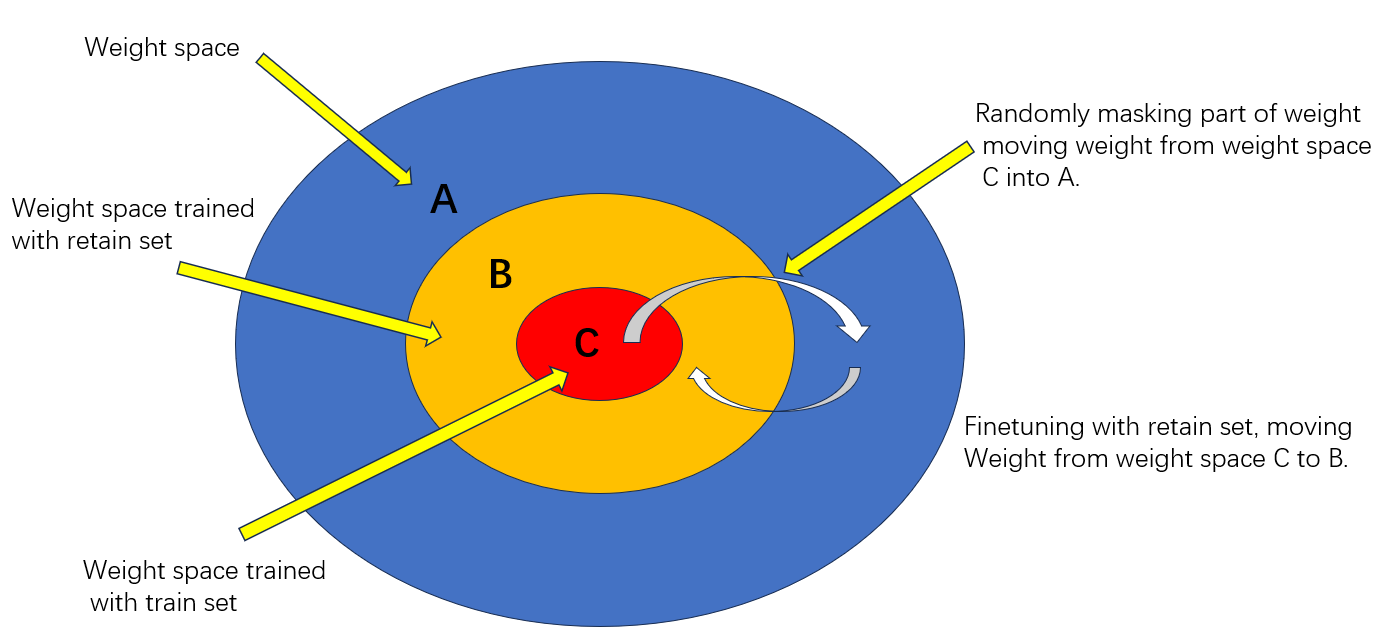 Weight space
Randomly masking part of weight
moving weight from weight space
C into A.
A
Weight space trained
with retain set
B
C
Finetuning with retain set, moving
Weight from weight space C to B.
Weight space trained
with train set